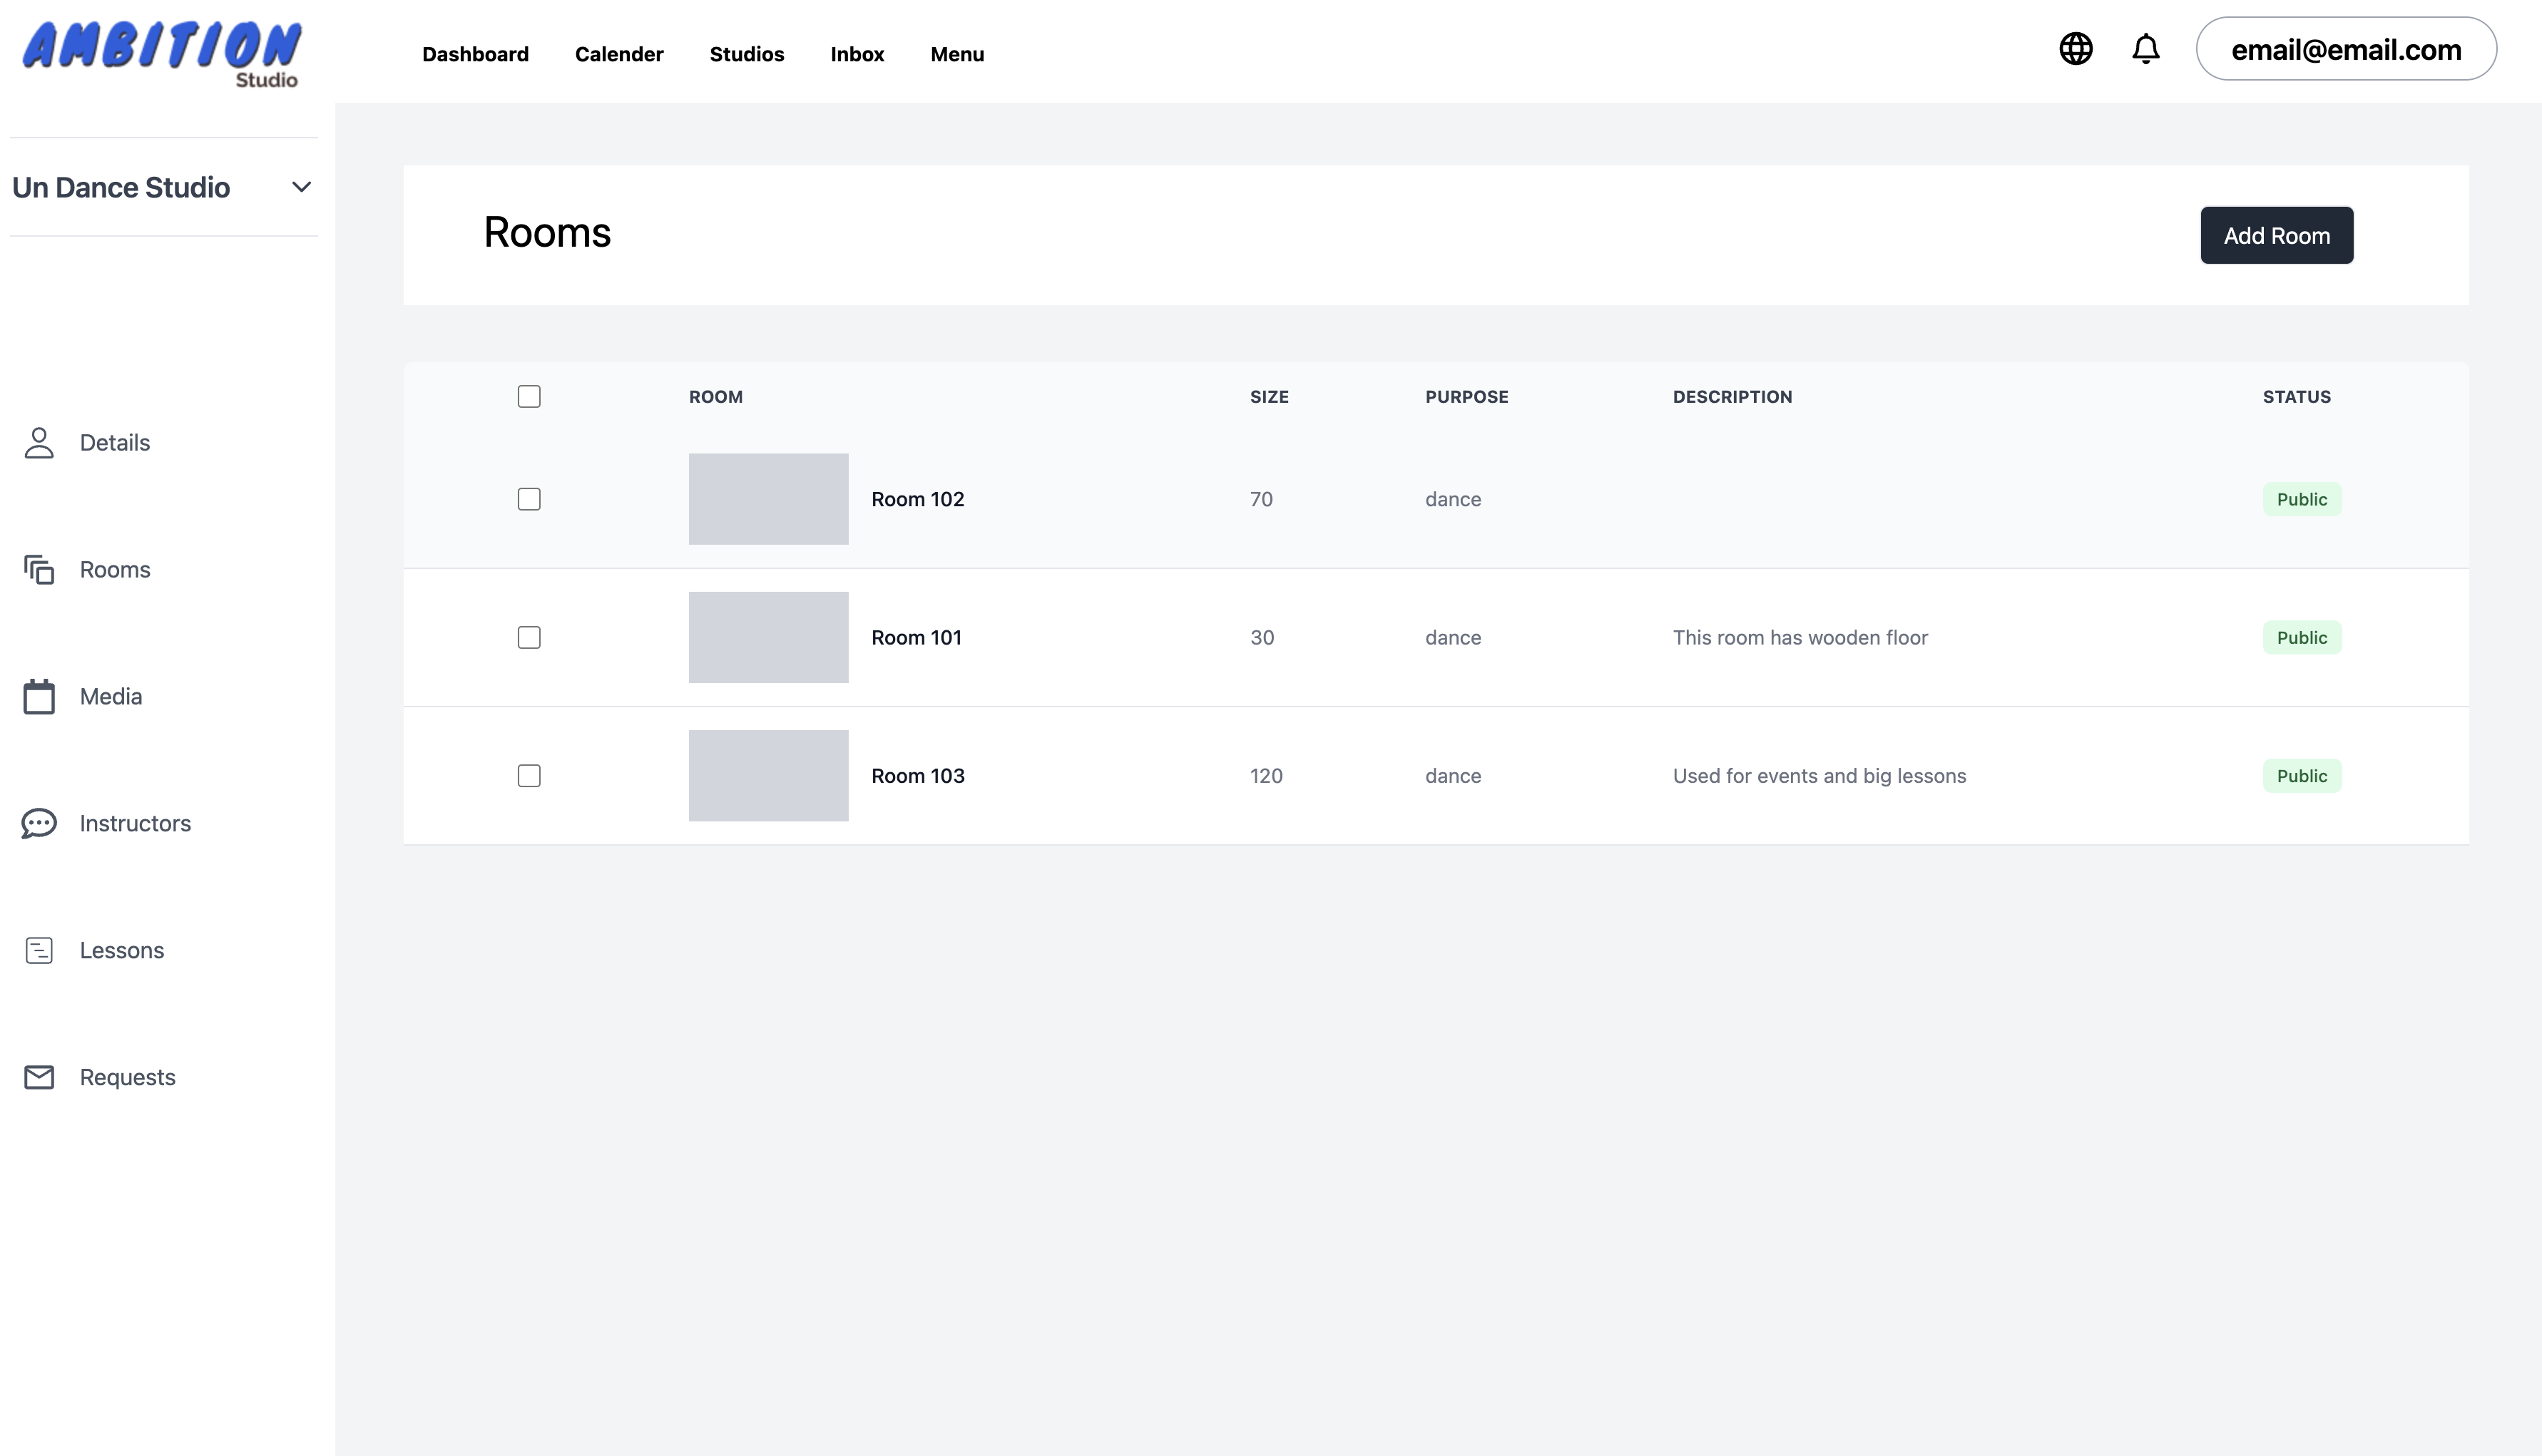 AMBITION
Studio
Dashboard Calender Studios Inbox Menu
email@email.com
Un Dance Studio
Details
Rooms
Media
Instructors
Lessons
Requests
Rooms
Add Room
ROOM SIZE PURPOSE DESCRIPTION STATUS
Room 102 70 dance Public
Room 101 30 dance This room has wooden floor Public
Room 103 120 dance Used for events and big lessons Public